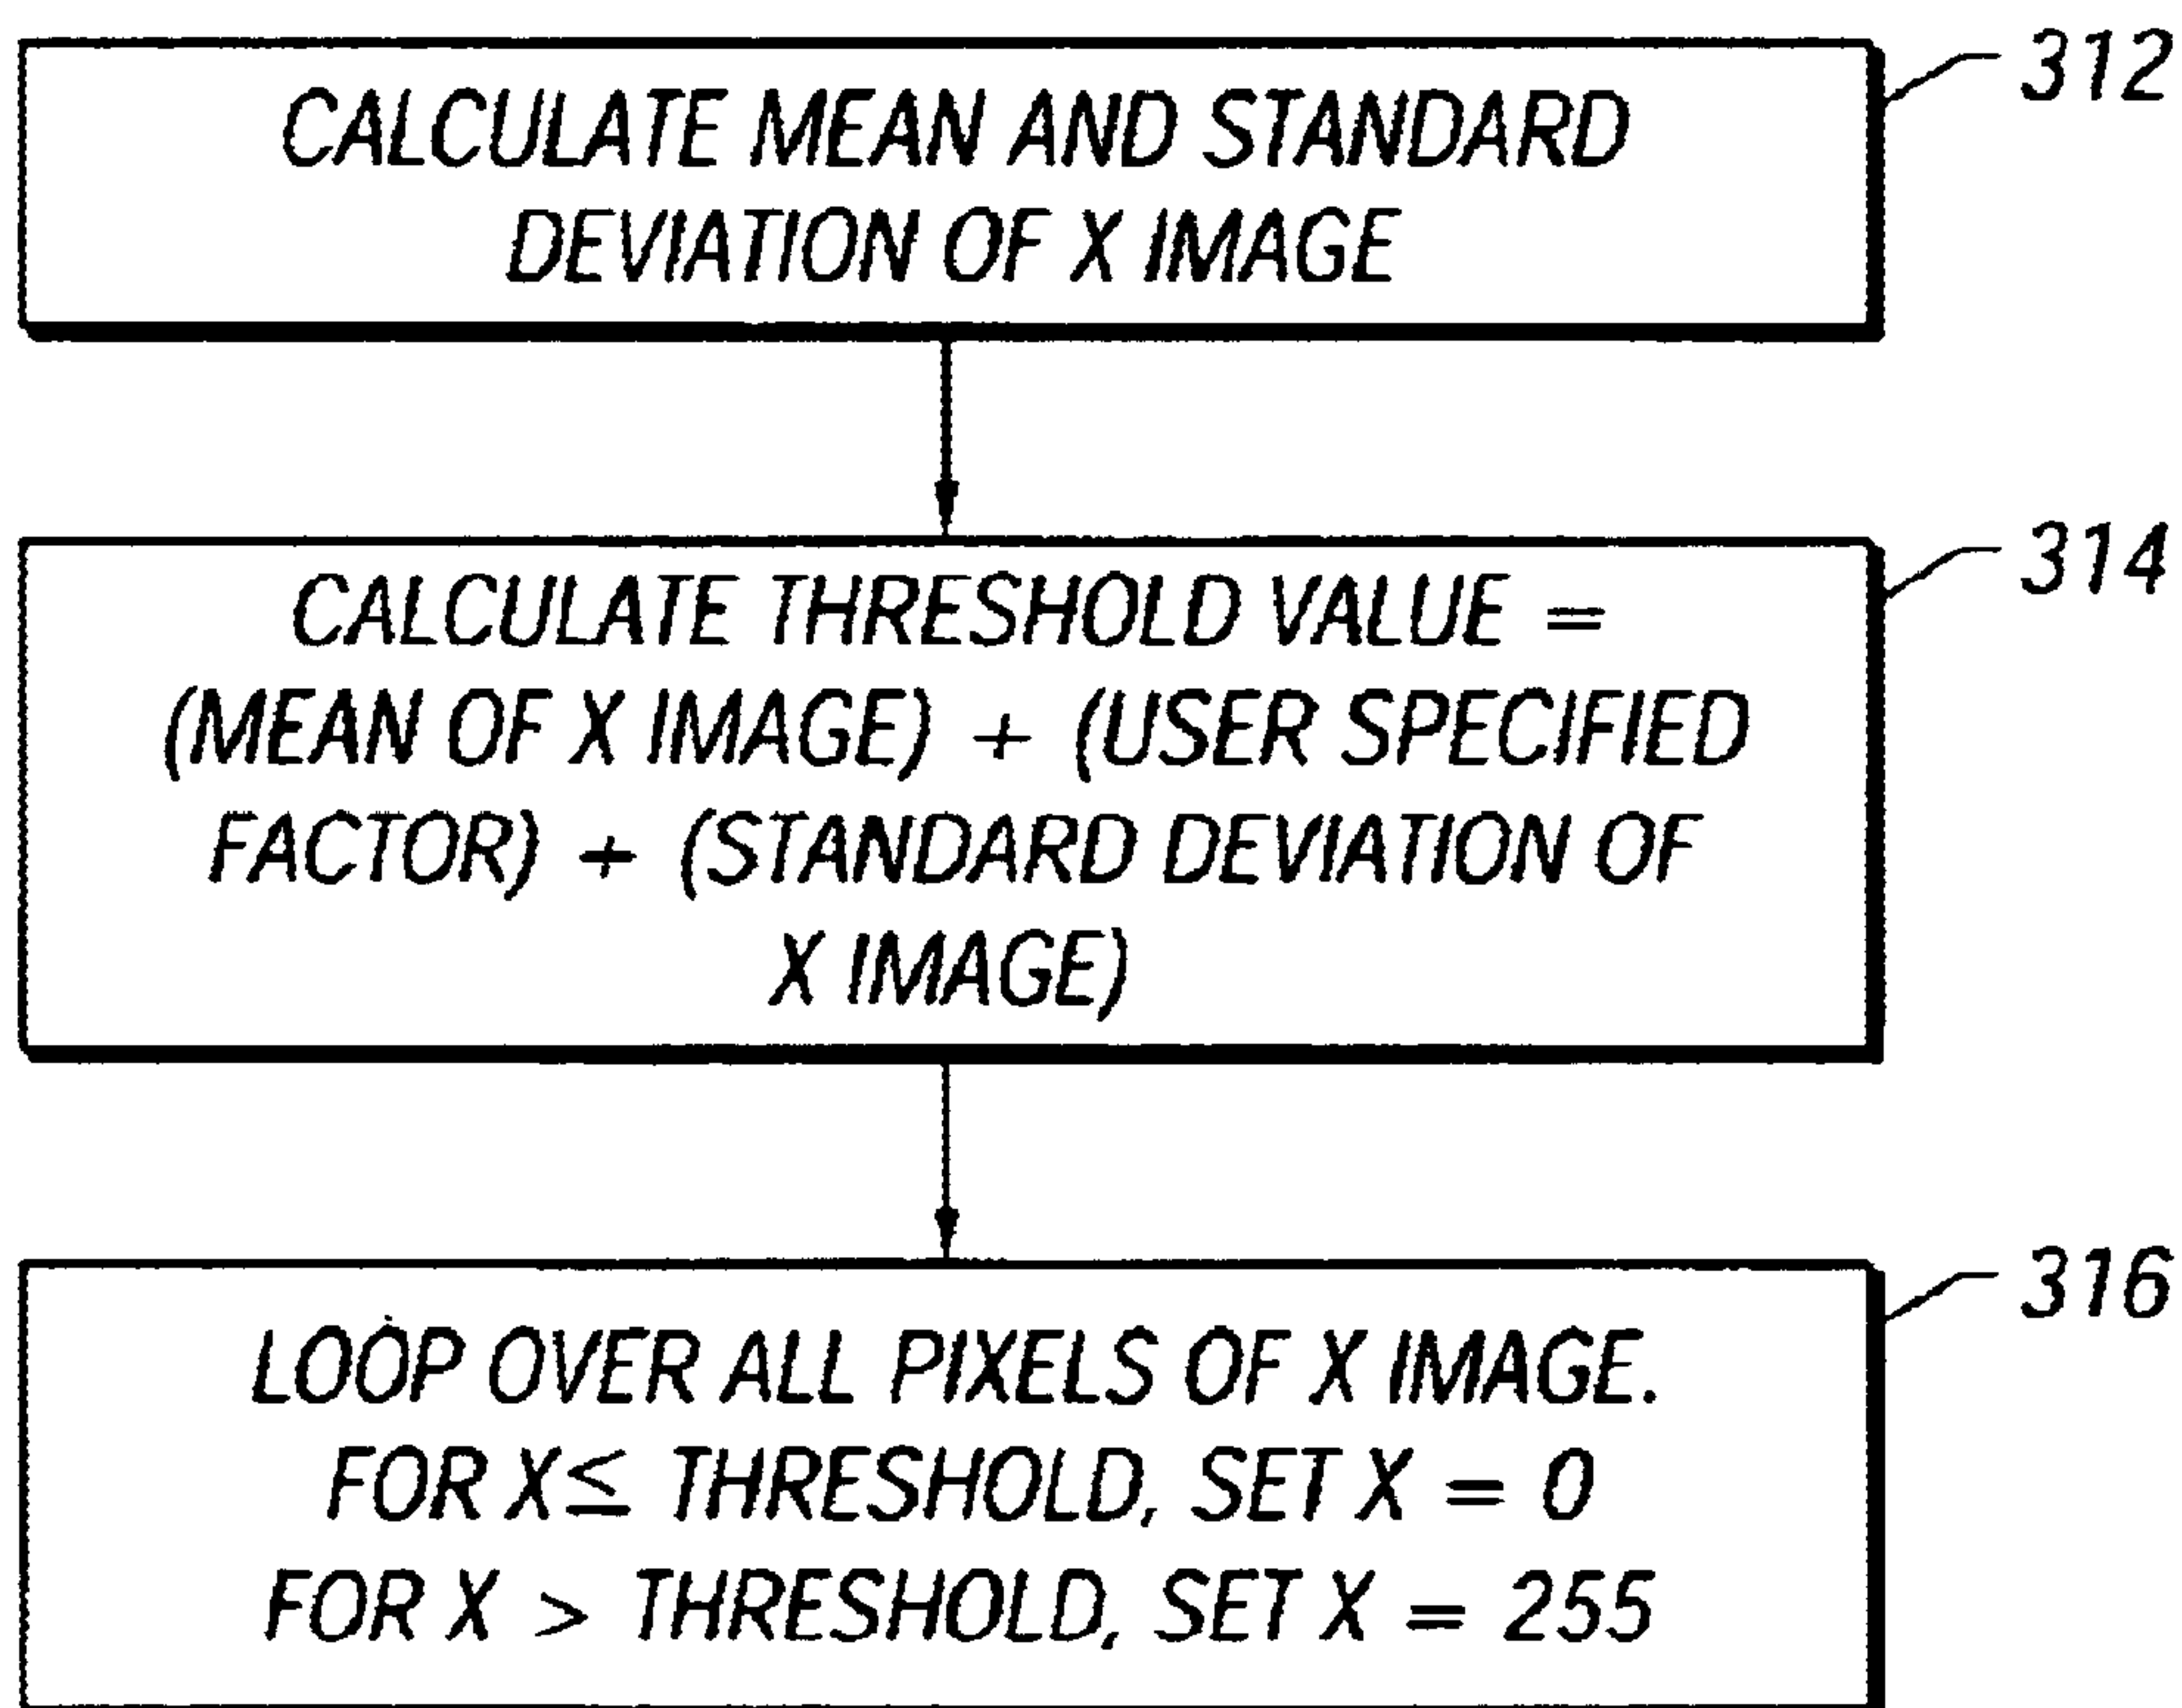 312
CALCULATE MEAN AND STANDARD
DEVIATION OF X IMAGE
314
CALCULATE THRESHOLD VALUE =
(MEAN OF X IMAGE) + (USER SPECIFIED
FACTOR) + (STANDARD DEVIATION OF
X IMAGE)
316
LOOP OVER ALL PIXELS OF X IMAGE.
FOR X ≤ THRESHOLD, SET X = 0
FOR X > THRESHOLD, SET X = 255